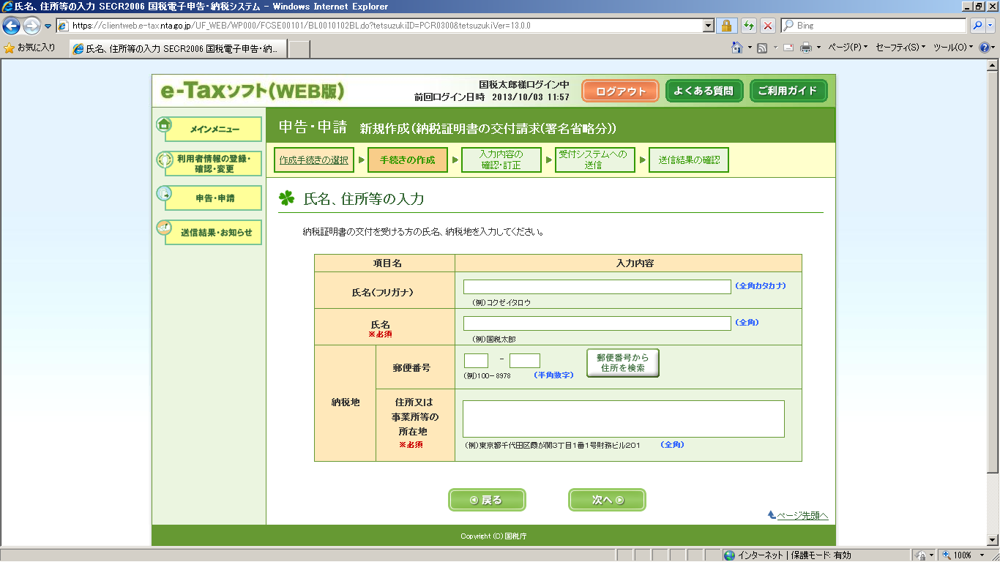 氏名、住所等の入力 SECR2006 国税電子申告・納税システム - Windows Internet Explorer
https://clientweb.e-tax.nta.go.jp/UF_WEB/WP000/FCSE00101/BL0010102BL.do?tetsuzukiID=PCR0300&tetsuzukiVer=13.0.0
Bing
お気に入り
氏名、住所等の入力 SECR2006 国税電子申告・納...
ページ(P)
セーフティ(S)
ツール(O)
e-Taxソフト(WEB版)
国税太郎様ログイン中
前回ログイン日時 2013/10/03 11:57
ログアウト
よくある質問
ご利用ガイド
メインメニュー
利用者情報の登録・
確認・変更
申告・申請
送信結果・お知らせ
申告・申請 新規作成(納税証明書の交付請求(署名省略分))
作成手続きの選択
手続きの作成
入力内容の
確認・訂正
受付システムへの
送信
送信結果の確認
氏名、住所等の入力
納税証明書の交付を受ける方の氏名、納税地を入力してください。
項目名
入力内容
氏名(フリガナ)
(全角カタカナ)
(例)コクゼイタロウ
氏名
※必須
(全角)
(例)国税太郎
納税地
郵便番号
-
(例)100-8978
(半角数字)
郵便番号から
住所を検索
住所又は
事業所等の
所在地
※必須
(例)東京都千代田区霞が関3丁目1番1号財務ビル201
(全角)
戻る
次へ
ページ先頭へ
Copyright (C) 国税庁
インターネット | 保護モード: 有効
100%